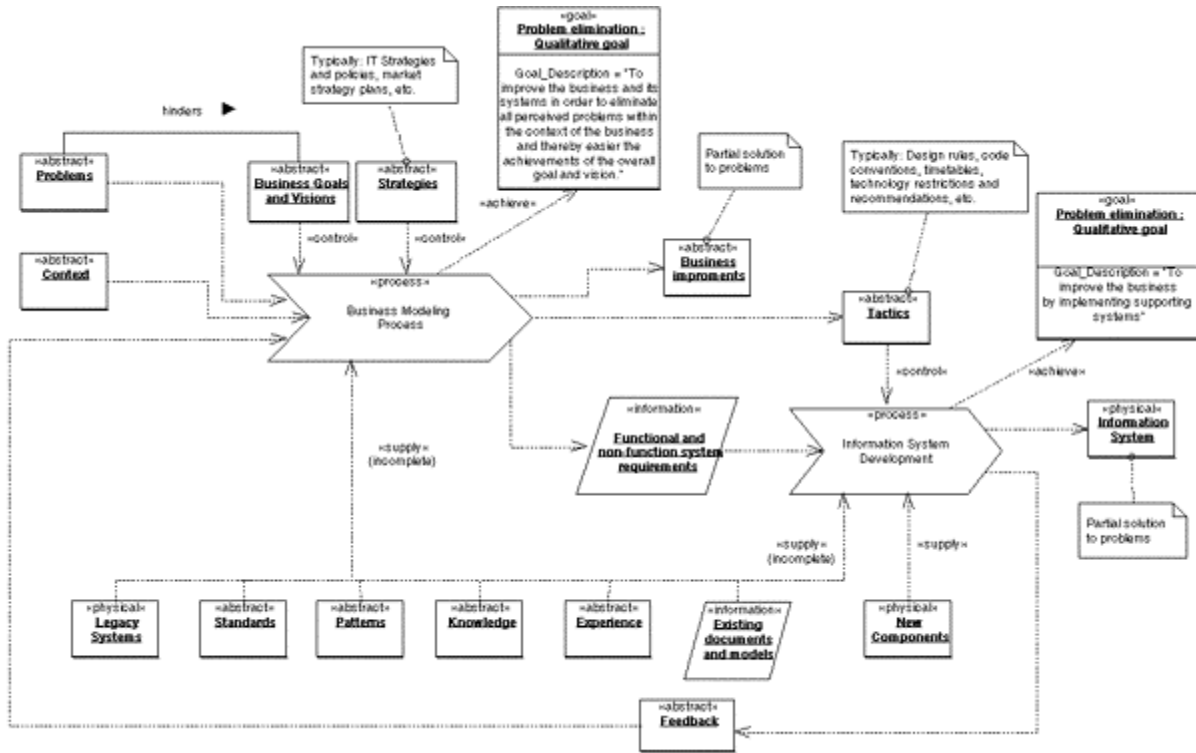 «goal»
Problem elimination :
Qualitative goal
Goal_Description = "To
improve the business and its
systems in order to eliminate
all perceived problems within
the context of the business
and thereby easier the
achievements of the overall
goal and vision."
Typically: IT Strategies
and policies, market
strategy plans, etc.
hinders
«abstract»
Problems
«abstract»
Business Goals
and Visions
«abstract»
Strategies
«achieve»
Partial solution
to problems
Typically: Design rules, code
conventions, timetables,
technology restrictions and
recommendations, etc.
«goal»
Problem elimination :
Qualitative goal
Goal_Description = "To
improve the business
by implementing supporting
systems"
«control»
«control»
«abstract»
Context
«process»
Business Modeling
Process
«abstract»
Business
improments
«abstract»
Tactics
«control»
«achieve»
«information»
Functional and
non-function system
requirements
«process»
Information System
Development
«physical»
Information
System
«supply»
(incomplete)
Partial solution
to problems
«supply»
(incomplete)
«supply»
«physical»
Legacy
Systems
«abstract»
Standards
«abstract»
Patterns
«abstract»
Knowledge
«abstract»
Experience
«information»
Existing
documents
and models
«physical»
New
Components
«abstract»
Feedback